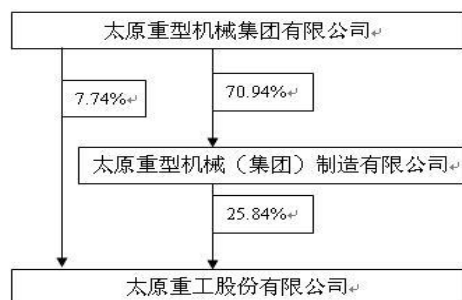 太原重型机械集团有限公司
7.74%
70.94%
太原重型机械（集团）制造有限公司
25.84%
太原重工股份有限公司